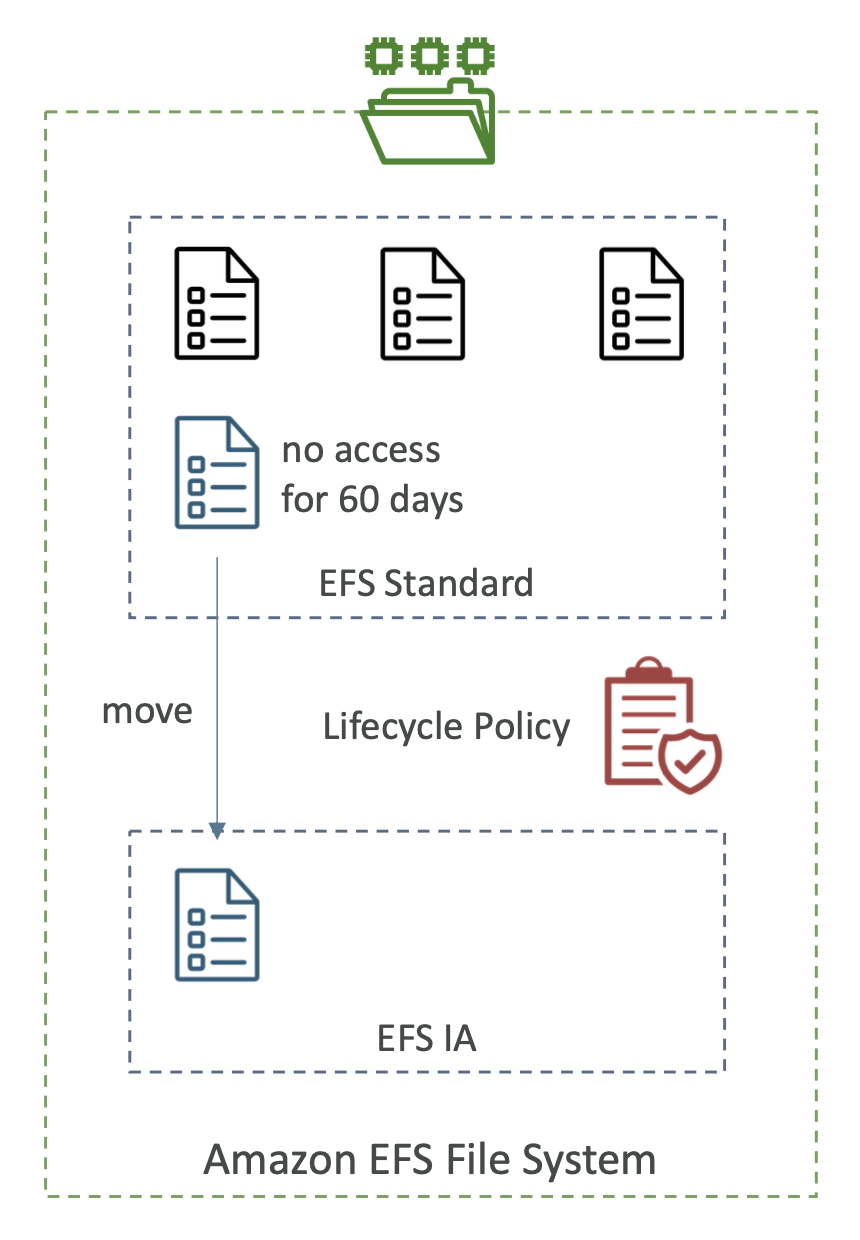 no access
for 60 days
EFS Standard
move
Lifecycle Policy
EFS IA
Amazon EFS File System